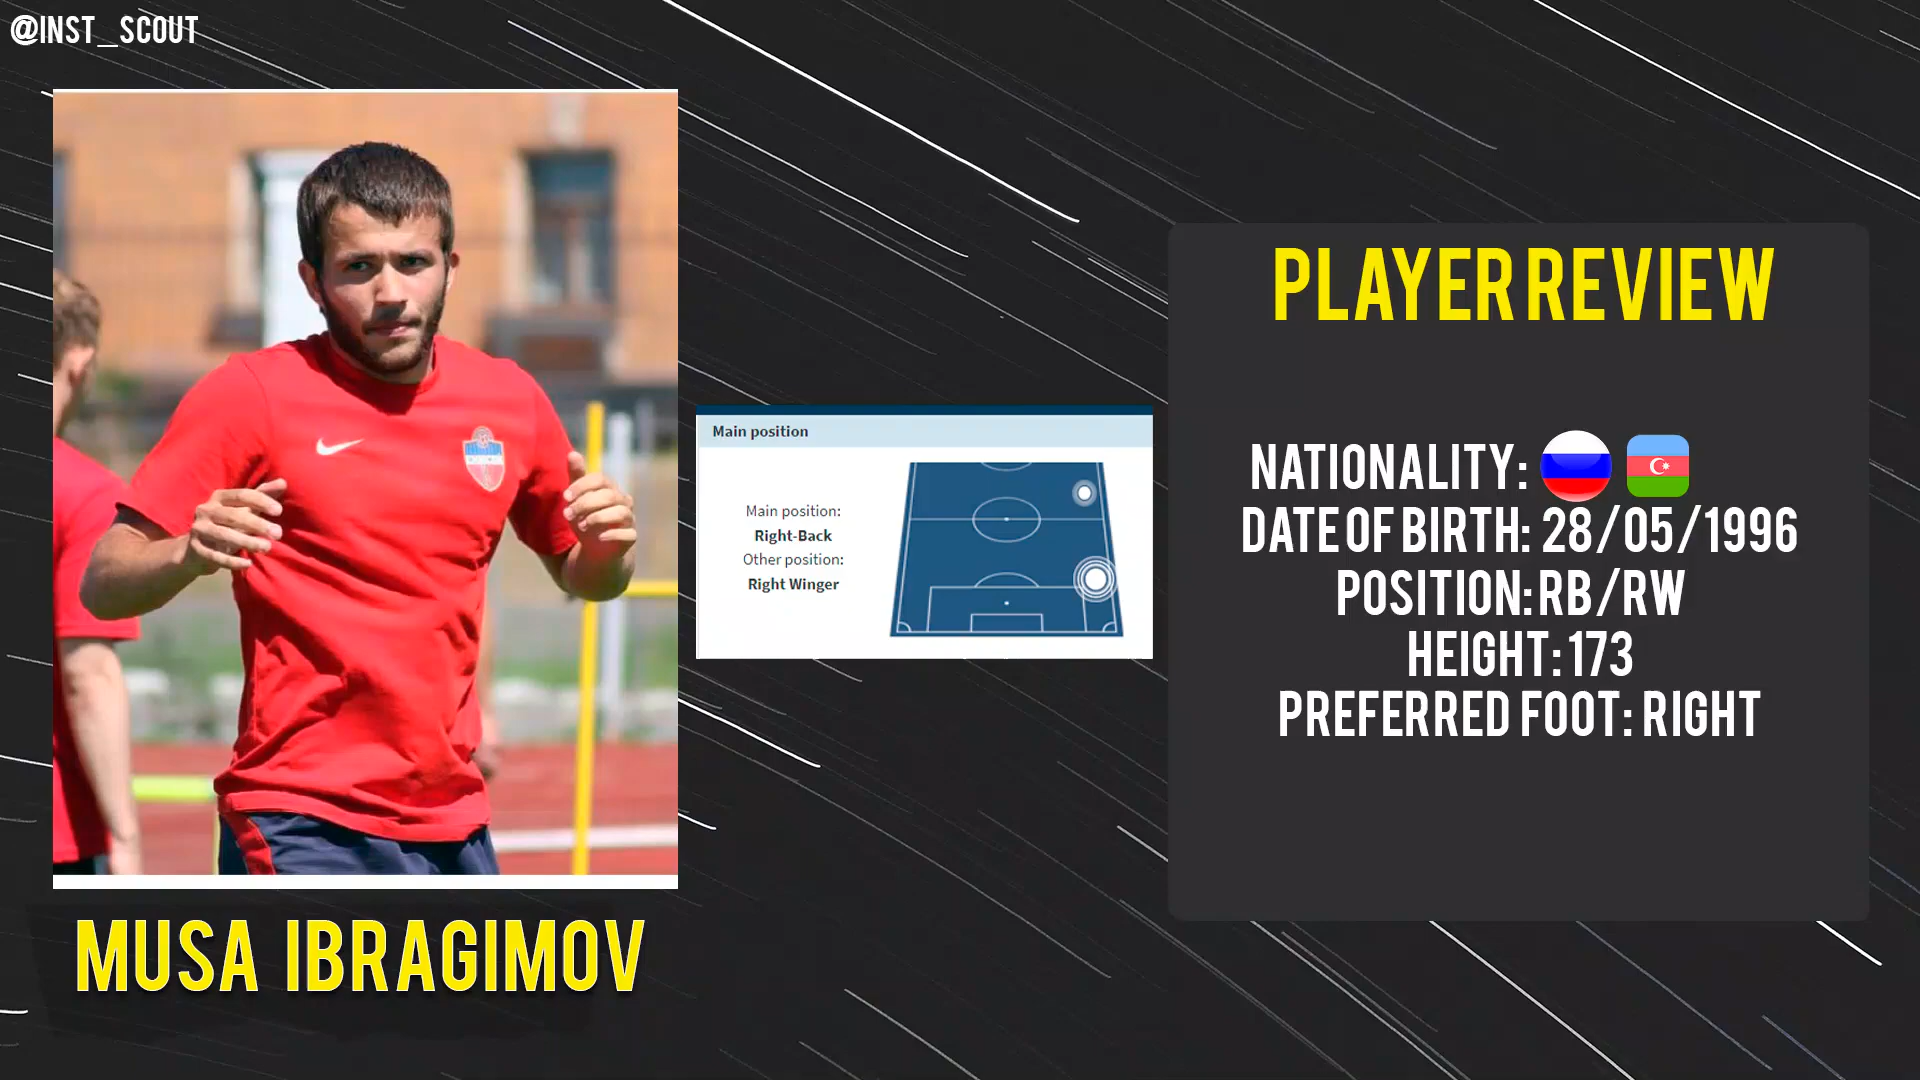 @INST_SCOUT
PLAYER REVIEW
Main position
Main position:
Right-Back
Other position:
Right Winger
NATIONALITY:
DATE OF BIRTH: 28/05/1996
POSITION: RB/RW
HEIGHT: 173
PREFERRED FOOT: RIGHT
MUSA IBRAGIMOV